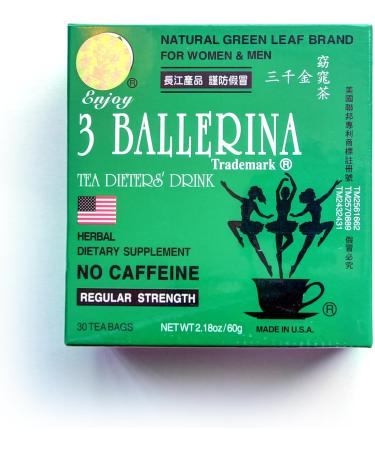 NATURAL GREEN LEAF BRAND
FOR WOMEN & MEN
®
Enjoy
長江產品 謹防假冒
三千金
窈窕茶
3 BALLERINA
Trademark ®
TEA DIETERS' DRINK
美國聯邦專利商標註冊號
TM2561662
TM2570889
TM2432431
假冒必究
HERBAL
DIETARY SUPPLEMENT
NO CAFFEINE
REGULAR STRENGTH
®
30 TEA BAGS
NET WT 2.18oz/60g
MADE IN U.S.A.